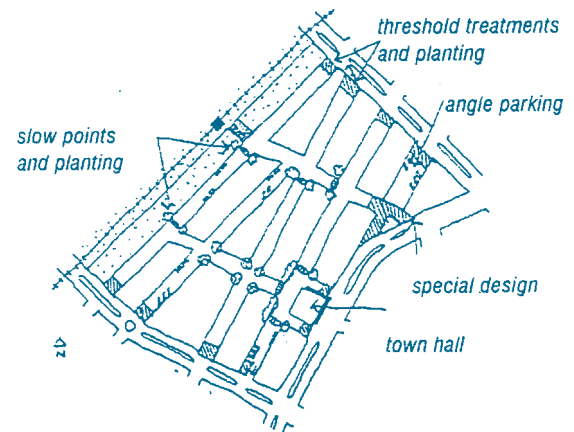 threshold treatments
and planting
angle parking
slow points
and planting
special design
town hall